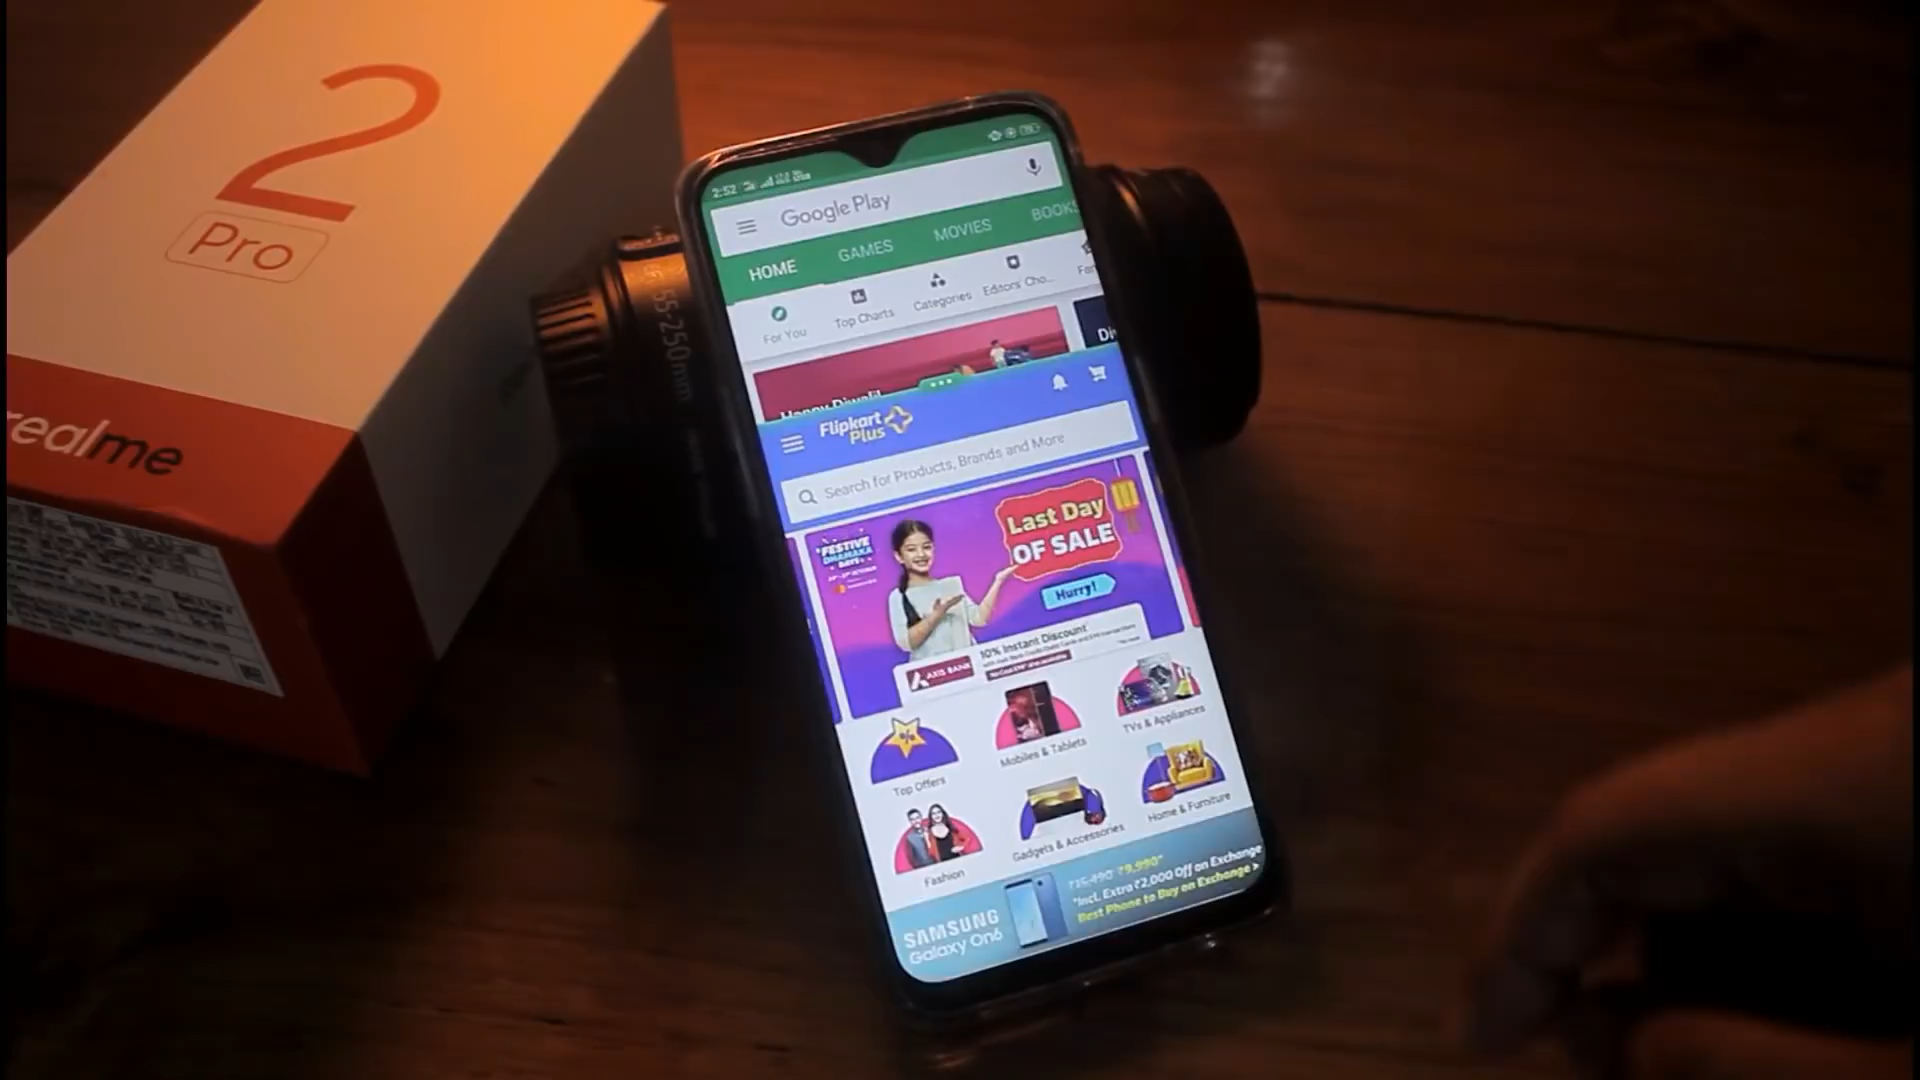 2
Pro
realme
55-250mm
2:52
Google Play
HOME
GAMES
MOVIES
BOOKS
For You
Top Charts
Categories
Editors' Cho...
Happy Diwali!
Flipkart
Plus
Search for Products, Brands and More
FESTIVE
DHAMAKA
DAYS
Last Day
OF SALE
Hurry!
10% Instant Discount
AXIS BANK
Top Offers
Mobiles & Tablets
TVs & Appliances
Fashion
Gadgets & Accessories
Home & Furniture
SAMSUNG
Galaxy On6
₹15,490 ₹9,990*
*Incl. Extra ₹2,000 Off on Exchange
Best Phone to Buy on Exchange >